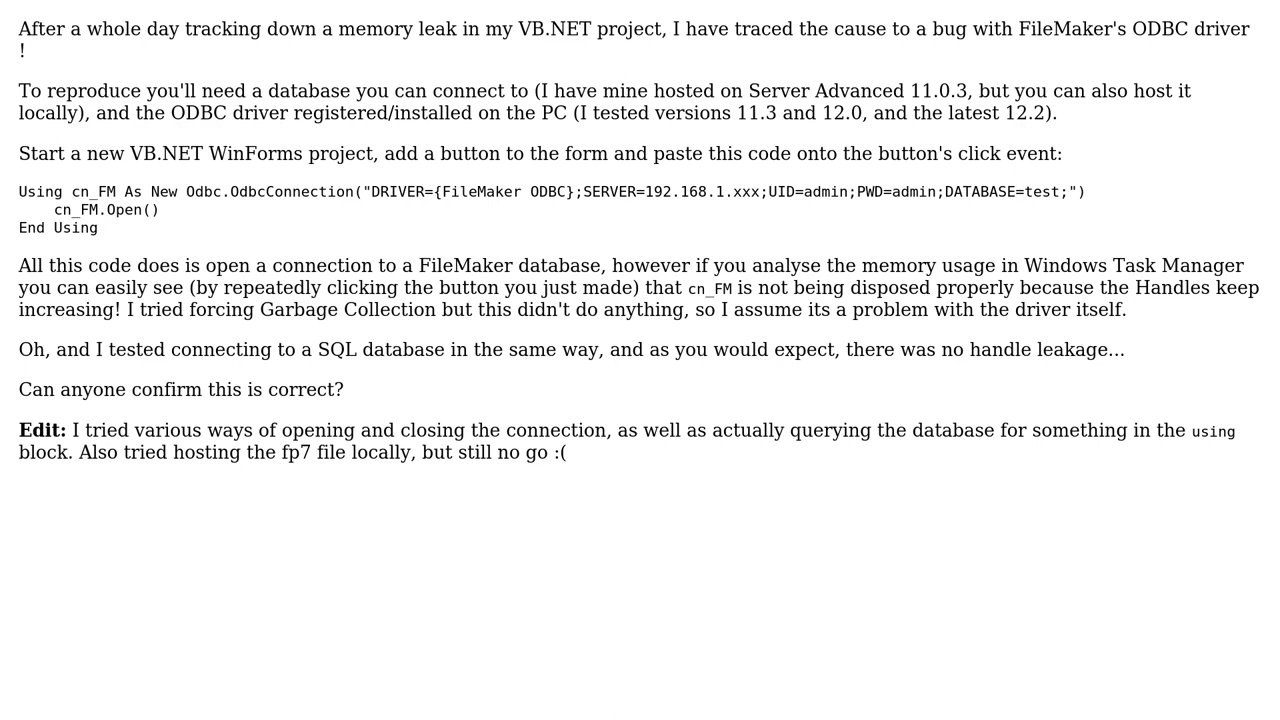 After a whole day tracking down a memory leak in my VB.NET project, I have traced the cause to a bug with FileMaker's ODBC driver
!
To reproduce you'll need a database you can connect to (I have mine hosted on Server Advanced 11.0.3, but you can also host it
locally), and the ODBC driver registered/installed on the PC (I tested versions 11.3 and 12.0, and the latest 12.2).
Start a new VB.NET WinForms project, add a button to the form and paste this code onto the button's click event:
Using cn_FM As New Odbc.OdbcConnection("DRIVER={FileMaker ODBC};SERVER=192.168.1.xxx;UID=admin;PWD=admin;DATABASE=test;")
    cn_FM.Open()
End Using
All this code does is open a connection to a FileMaker database, however if you analyse the memory usage in Windows Task Manager
you can easily see (by repeatedly clicking the button you just made) that cn_FM is not being disposed properly because the Handles keep
increasing! I tried forcing Garbage Collection but this didn't do anything, so I assume its a problem with the driver itself.
Oh, and I tested connecting to a SQL database in the same way, and as you would expect, there was no handle leakage...
Can anyone confirm this is correct?
Edit: I tried various ways of opening and closing the connection, as well as actually querying the database for something in the using
block. Also tried hosting the fp7 file locally, but still no go :(